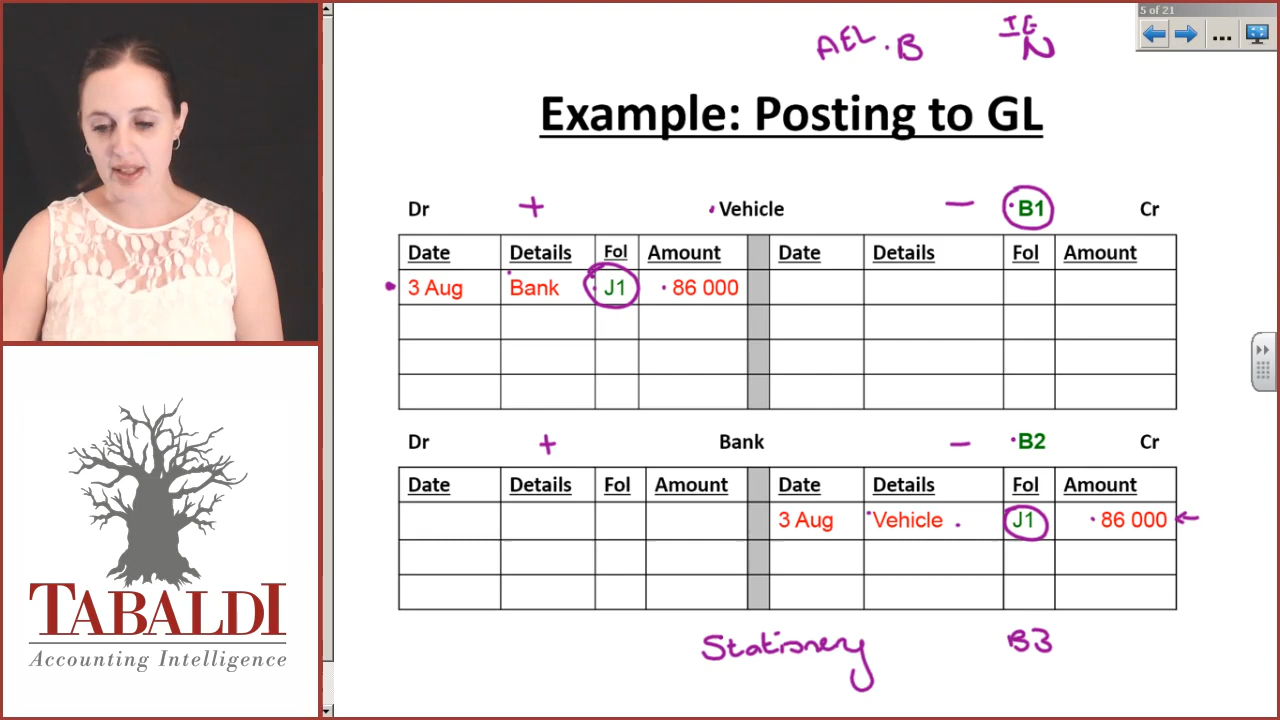 5 of 21
AEL . B
IE
N
Example: Posting to GL
Dr + Vehicle — B1 Cr
Date Details Fol Amount Date Details Fol Amount
3 Aug Bank J1 86 000
Dr + Bank — B2 Cr
Date Details Fol Amount Date Details Fol Amount
3 Aug Vehicle J1 86 000
Stationery B3
TABALDI
Accounting Intelligence